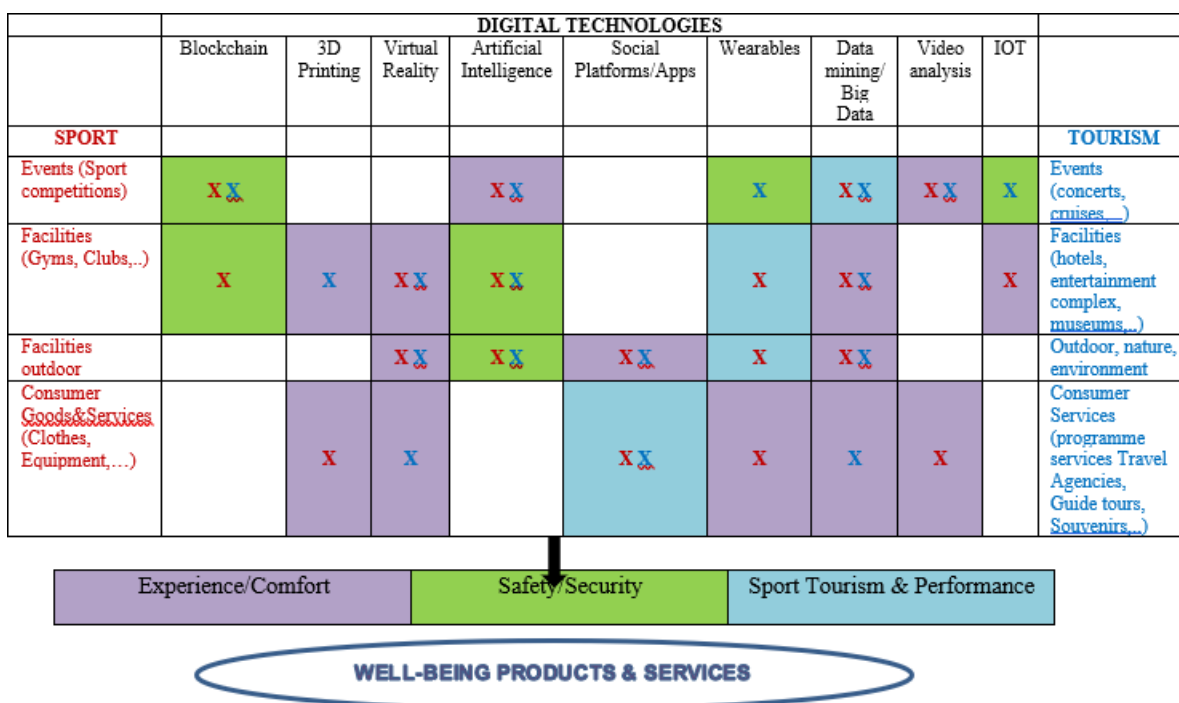 DIGITAL TECHNOLOGIES
Blockchain 3D Printing Virtual Reality Artificial Intelligence Social Platforms/Apps Wearables Data mining/ Big Data Video analysis IOT
SPORT TOURISM
Events (Sport competitions) X X X X X X X X X X Events (concerts, cruises,...)
Facilities (Gyms, Clubs,..) X X X X X X X X X X Facilities (hotels, entertainment complex, museums,..)
Facilities outdoor X X X X X X X X X Outdoor, nature, environment
Consumer Goods&Services (Clothes, Equipment,…) X X X X X X X Consumer Services (programme services Travel Agencies, Guide tours, Souvenirs,..)
Experience/Comfort Safety/Security Sport Tourism & Performance
WELL-BEING PRODUCTS & SERVICES